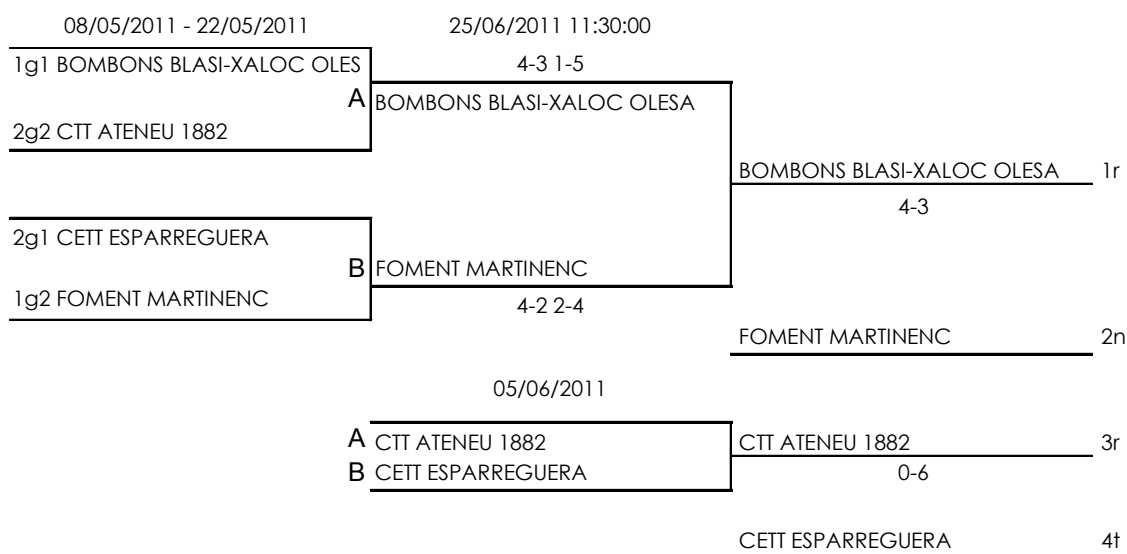 08/05/2011 - 22/05/2011 25/06/2011 11:30:00
1g1 BOMBONS BLASI-XALOC OLES 4-3 1-5
A BOMBONS BLASI-XALOC OLESA
2g2 CTT ATENEU 1882
BOMBONS BLASI-XALOC OLESA 1r
4-3
2g1 CETT ESPARREGUERA
B FOMENT MARTINENC
1g2 FOMENT MARTINENC 4-2 2-4
FOMENT MARTINENC 2n
05/06/2011
A CTT ATENEU 1882 CTT ATENEU 1882 3r
B CETT ESPARREGUERA 0-6
CETT ESPARREGUERA 4t